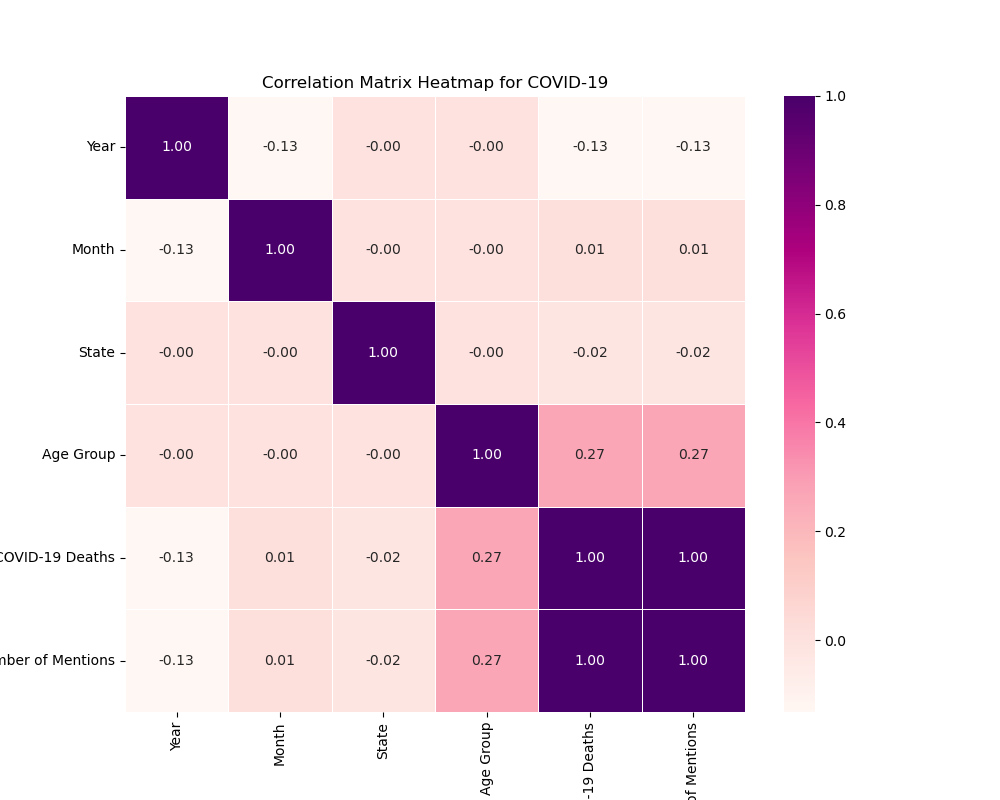 Correlation Matrix Heatmap for COVID-19
Year 1.00 -0.13 -0.00 -0.00 -0.13 -0.13
Month -0.13 1.00 -0.00 -0.00 0.01 0.01
State -0.00 -0.00 1.00 -0.00 -0.02 -0.02
Age Group -0.00 -0.00 -0.00 1.00 0.27 0.27
COVID-19 Deaths -0.13 0.01 -0.02 0.27 1.00 1.00
mber of Mentions -0.13 0.01 -0.02 0.27 1.00 1.00
Year
Month
State
Age Group
-19 Deaths
of Mentions
1.0
0.8
0.6
0.4
0.2
0.0